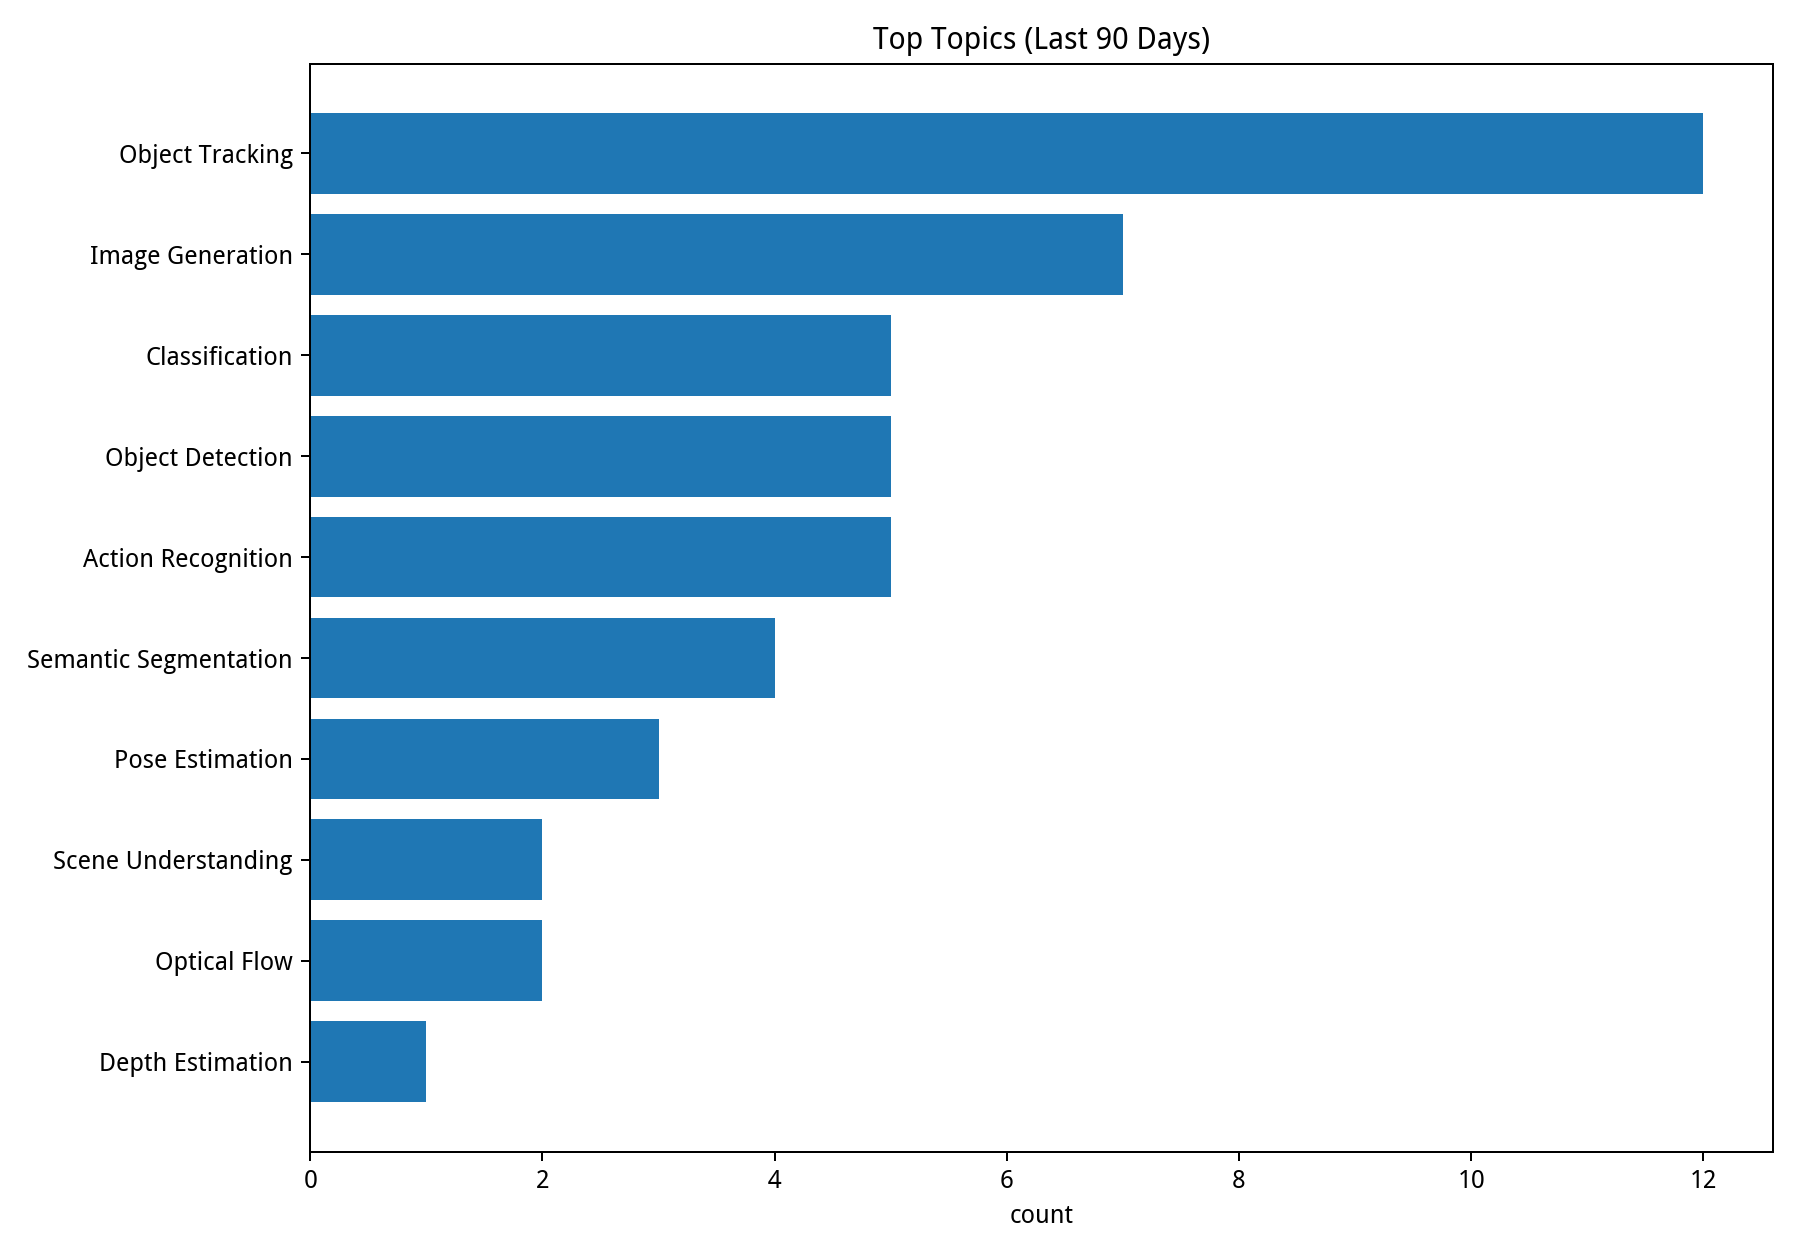 Top Topics (Last 90 Days)
Object Tracking
Image Generation
Classification
Object Detection
Action Recognition
Semantic Segmentation
Pose Estimation
Scene Understanding
Optical Flow
Depth Estimation
0 2 4 6 8 10 12
count